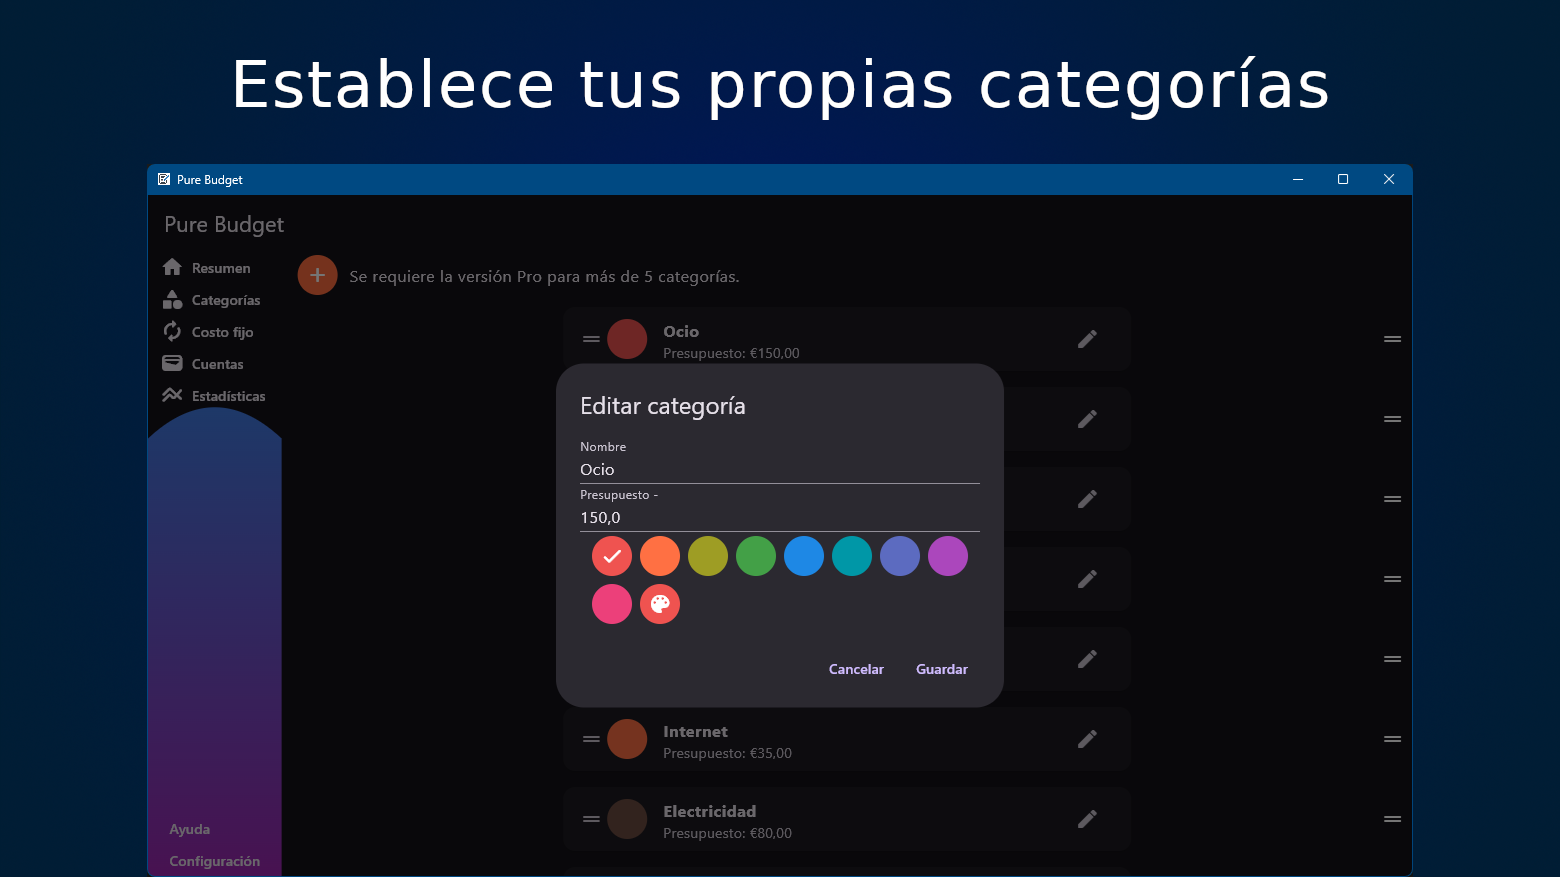 Establece tus propias categorías
Pure Budget
Pure Budget
Resumen
Categorías
Costo fijo
Cuentas
Estadísticas
Ayuda
Configuración
Se requiere la versión Pro para más de 5 categorías.
Ocio
Presupuesto: €150,00
Editar categoría
Nombre
Ocio
Presupuesto -
150,0
Cancelar Guardar
Internet
Presupuesto: €35,00
Electricidad
Presupuesto: €80,00